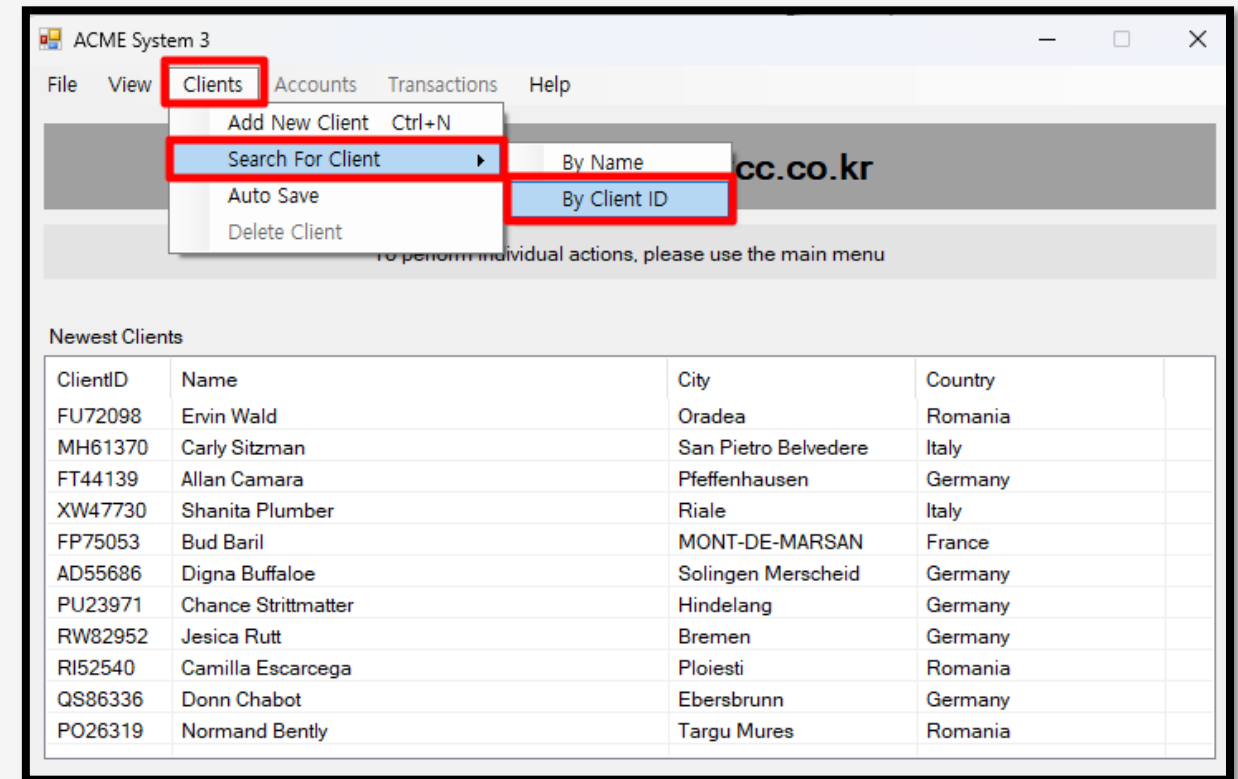 ACME System 3
File View Clients Accounts Transactions Help
Add New Client Ctrl+N
Search For Client
By Name
cc.co.kr
Auto Save
By Client ID
Delete Client
individual actions, please use the main menu
Newest Clients
ClientID Name City Country
FU72098 Ervin Wald Oradea Romania
MH61370 Carly Sitzman San Pietro Belvedere Italy
FT44139 Allan Camara Pfeffenhausen Germany
XW47730 Shanita Plumber Riale Italy
FP75053 Bud Baril MONT-DE-MARSAN France
AD55686 Digna Buffaloe Solingen Merscheid Germany
PU23971 Chance Strittmatter Hindelang Germany
RW82952 Jesica Rutt Bremen Germany
RI52540 Camilla Escarcega Ploiesti Romania
QS86336 Donn Chabot Ebersbrunn Germany
PO26319 Normand Bently Targu Mures Romania